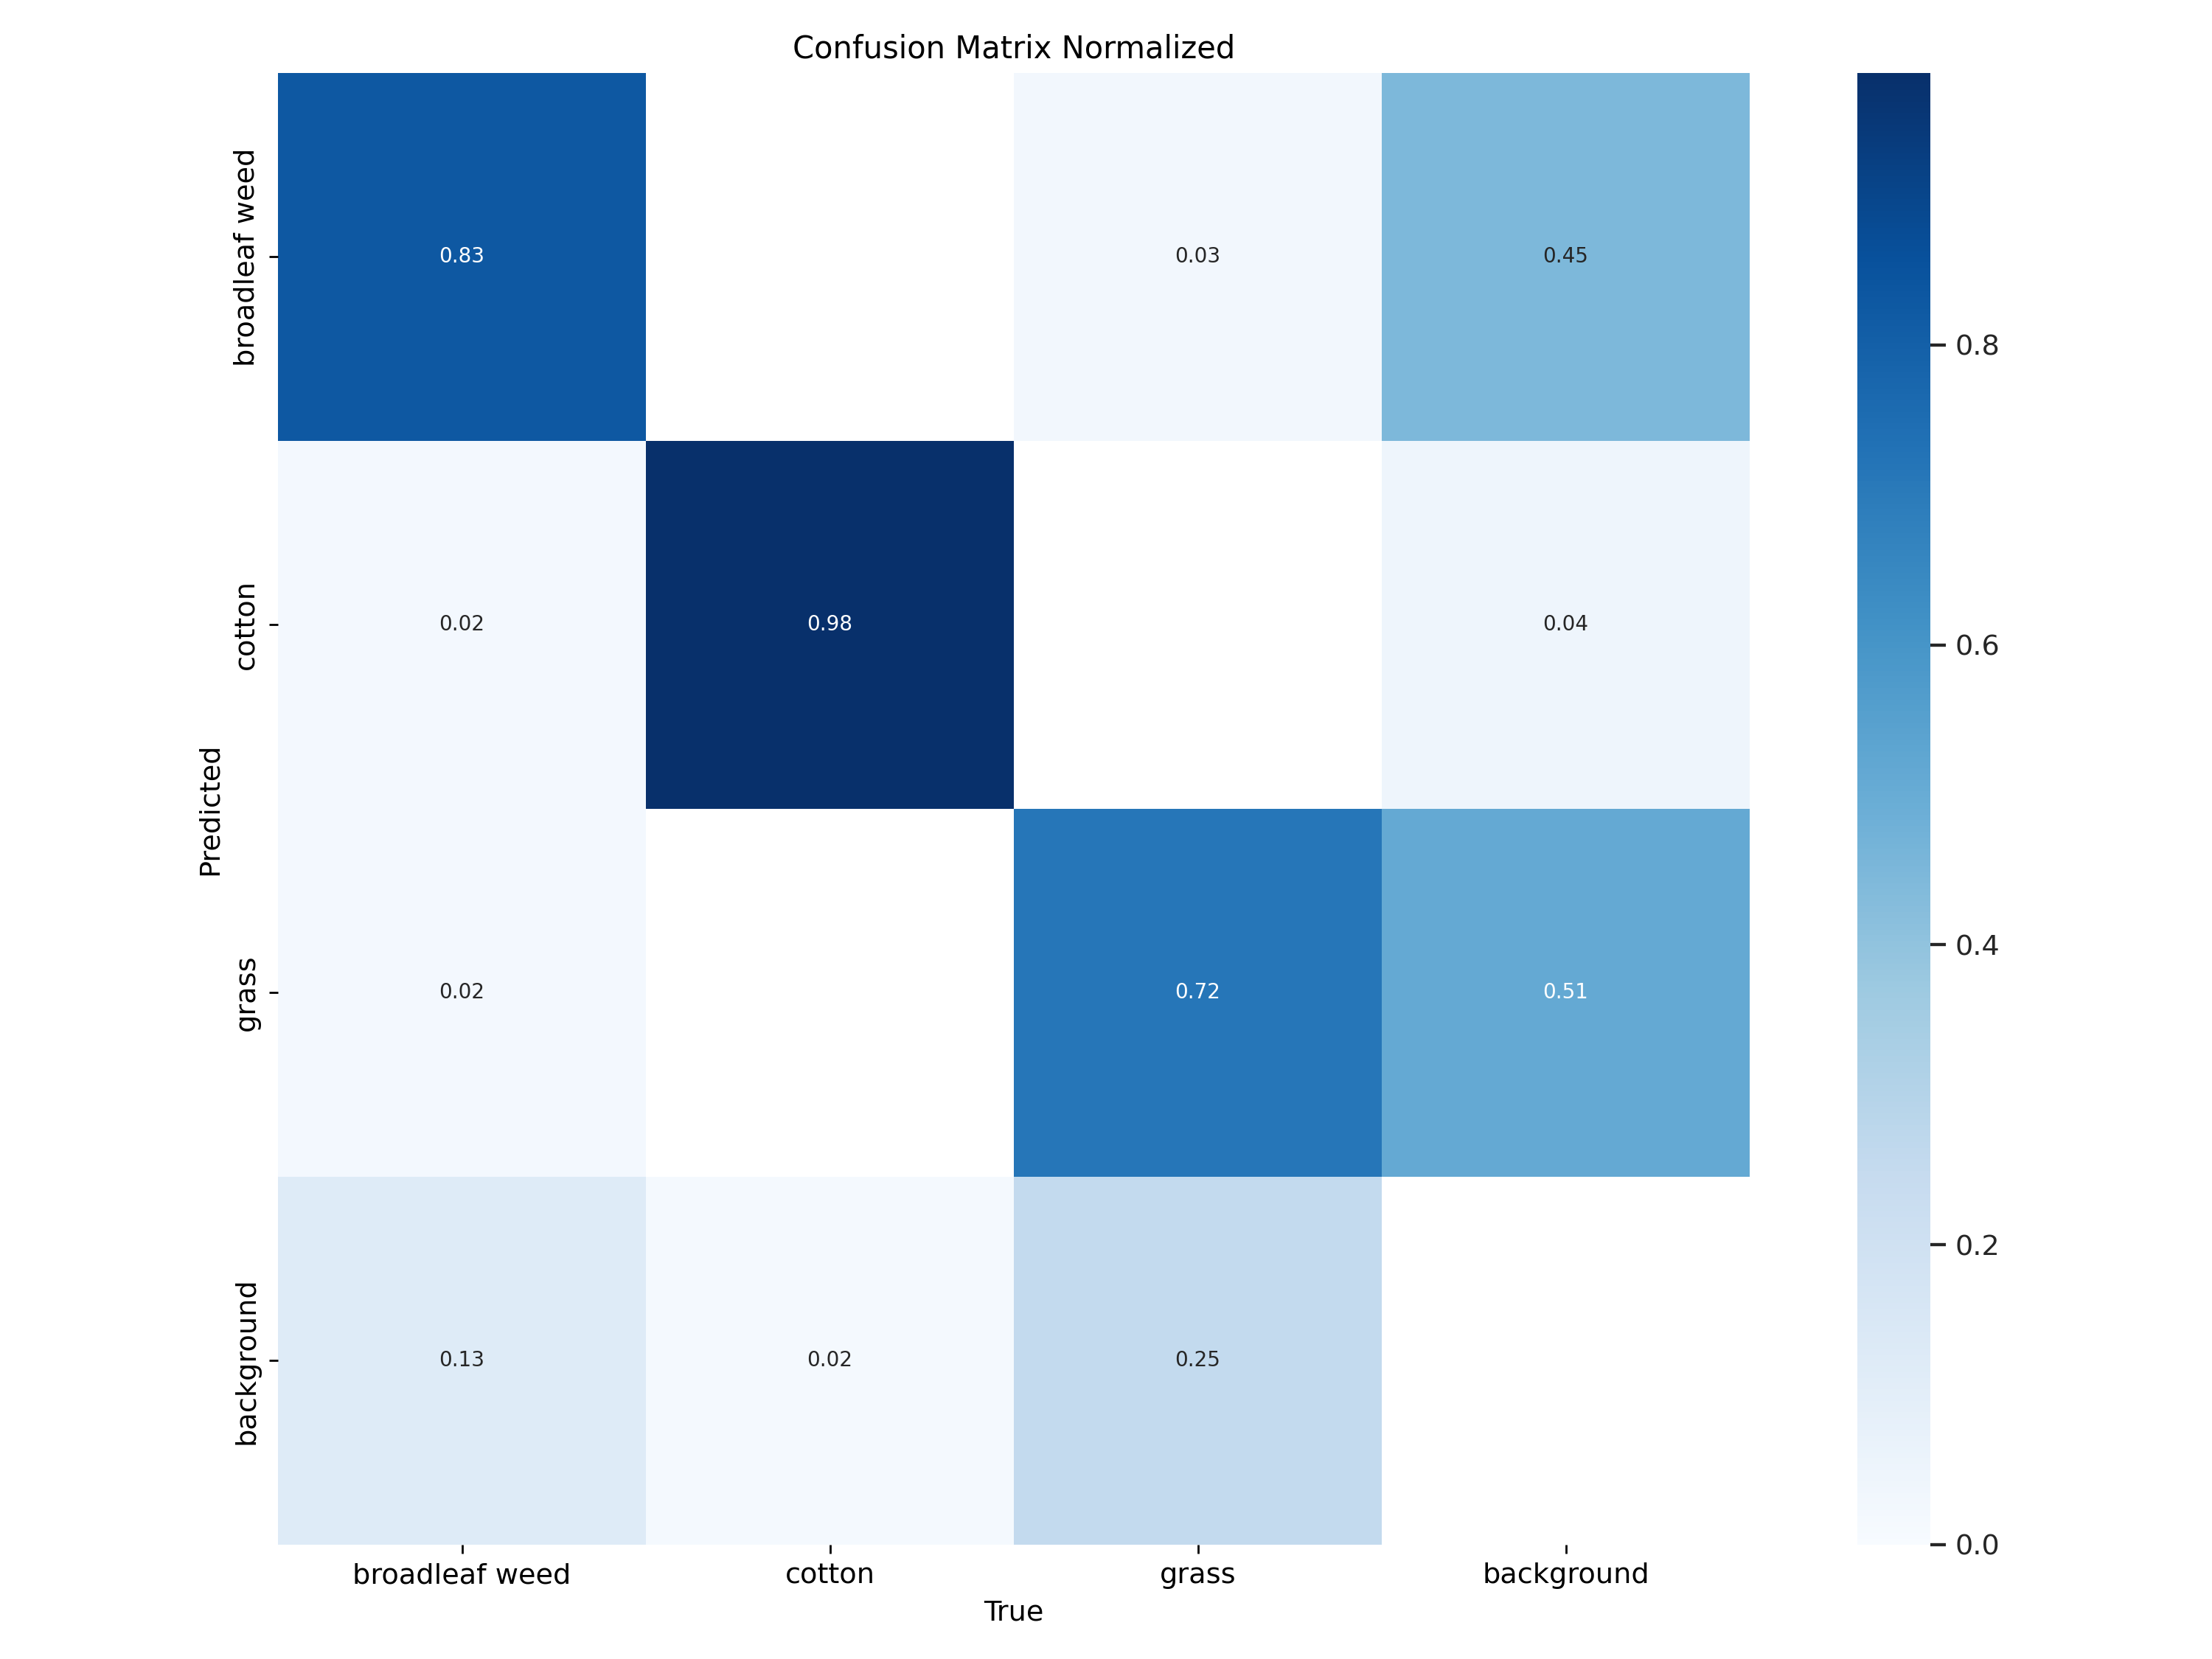 Confusion Matrix Normalized
broadleaf weed
0.83
0.03
0.45
cotton
0.02
0.98
0.04
grass
0.02
0.72
0.51
background
0.13
0.02
0.25
Predicted
broadleaf weed
cotton
grass
background
True
0.8
0.6
0.4
0.2
0.0